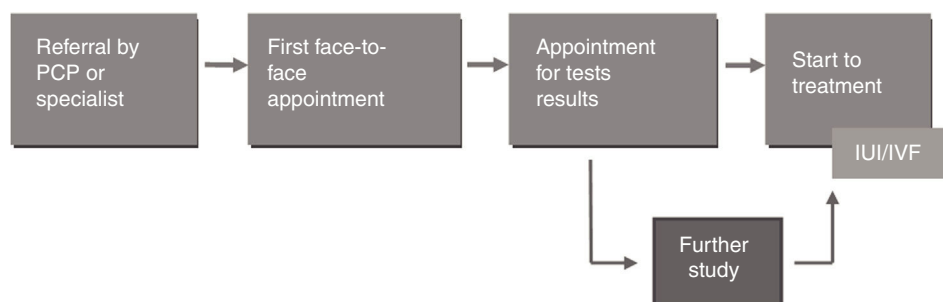 Referral by
PCP or
specialist
First face-to-
face
appointment
Appointment
for tests
results
Start to
treatment
IUI/IVF
Further
study